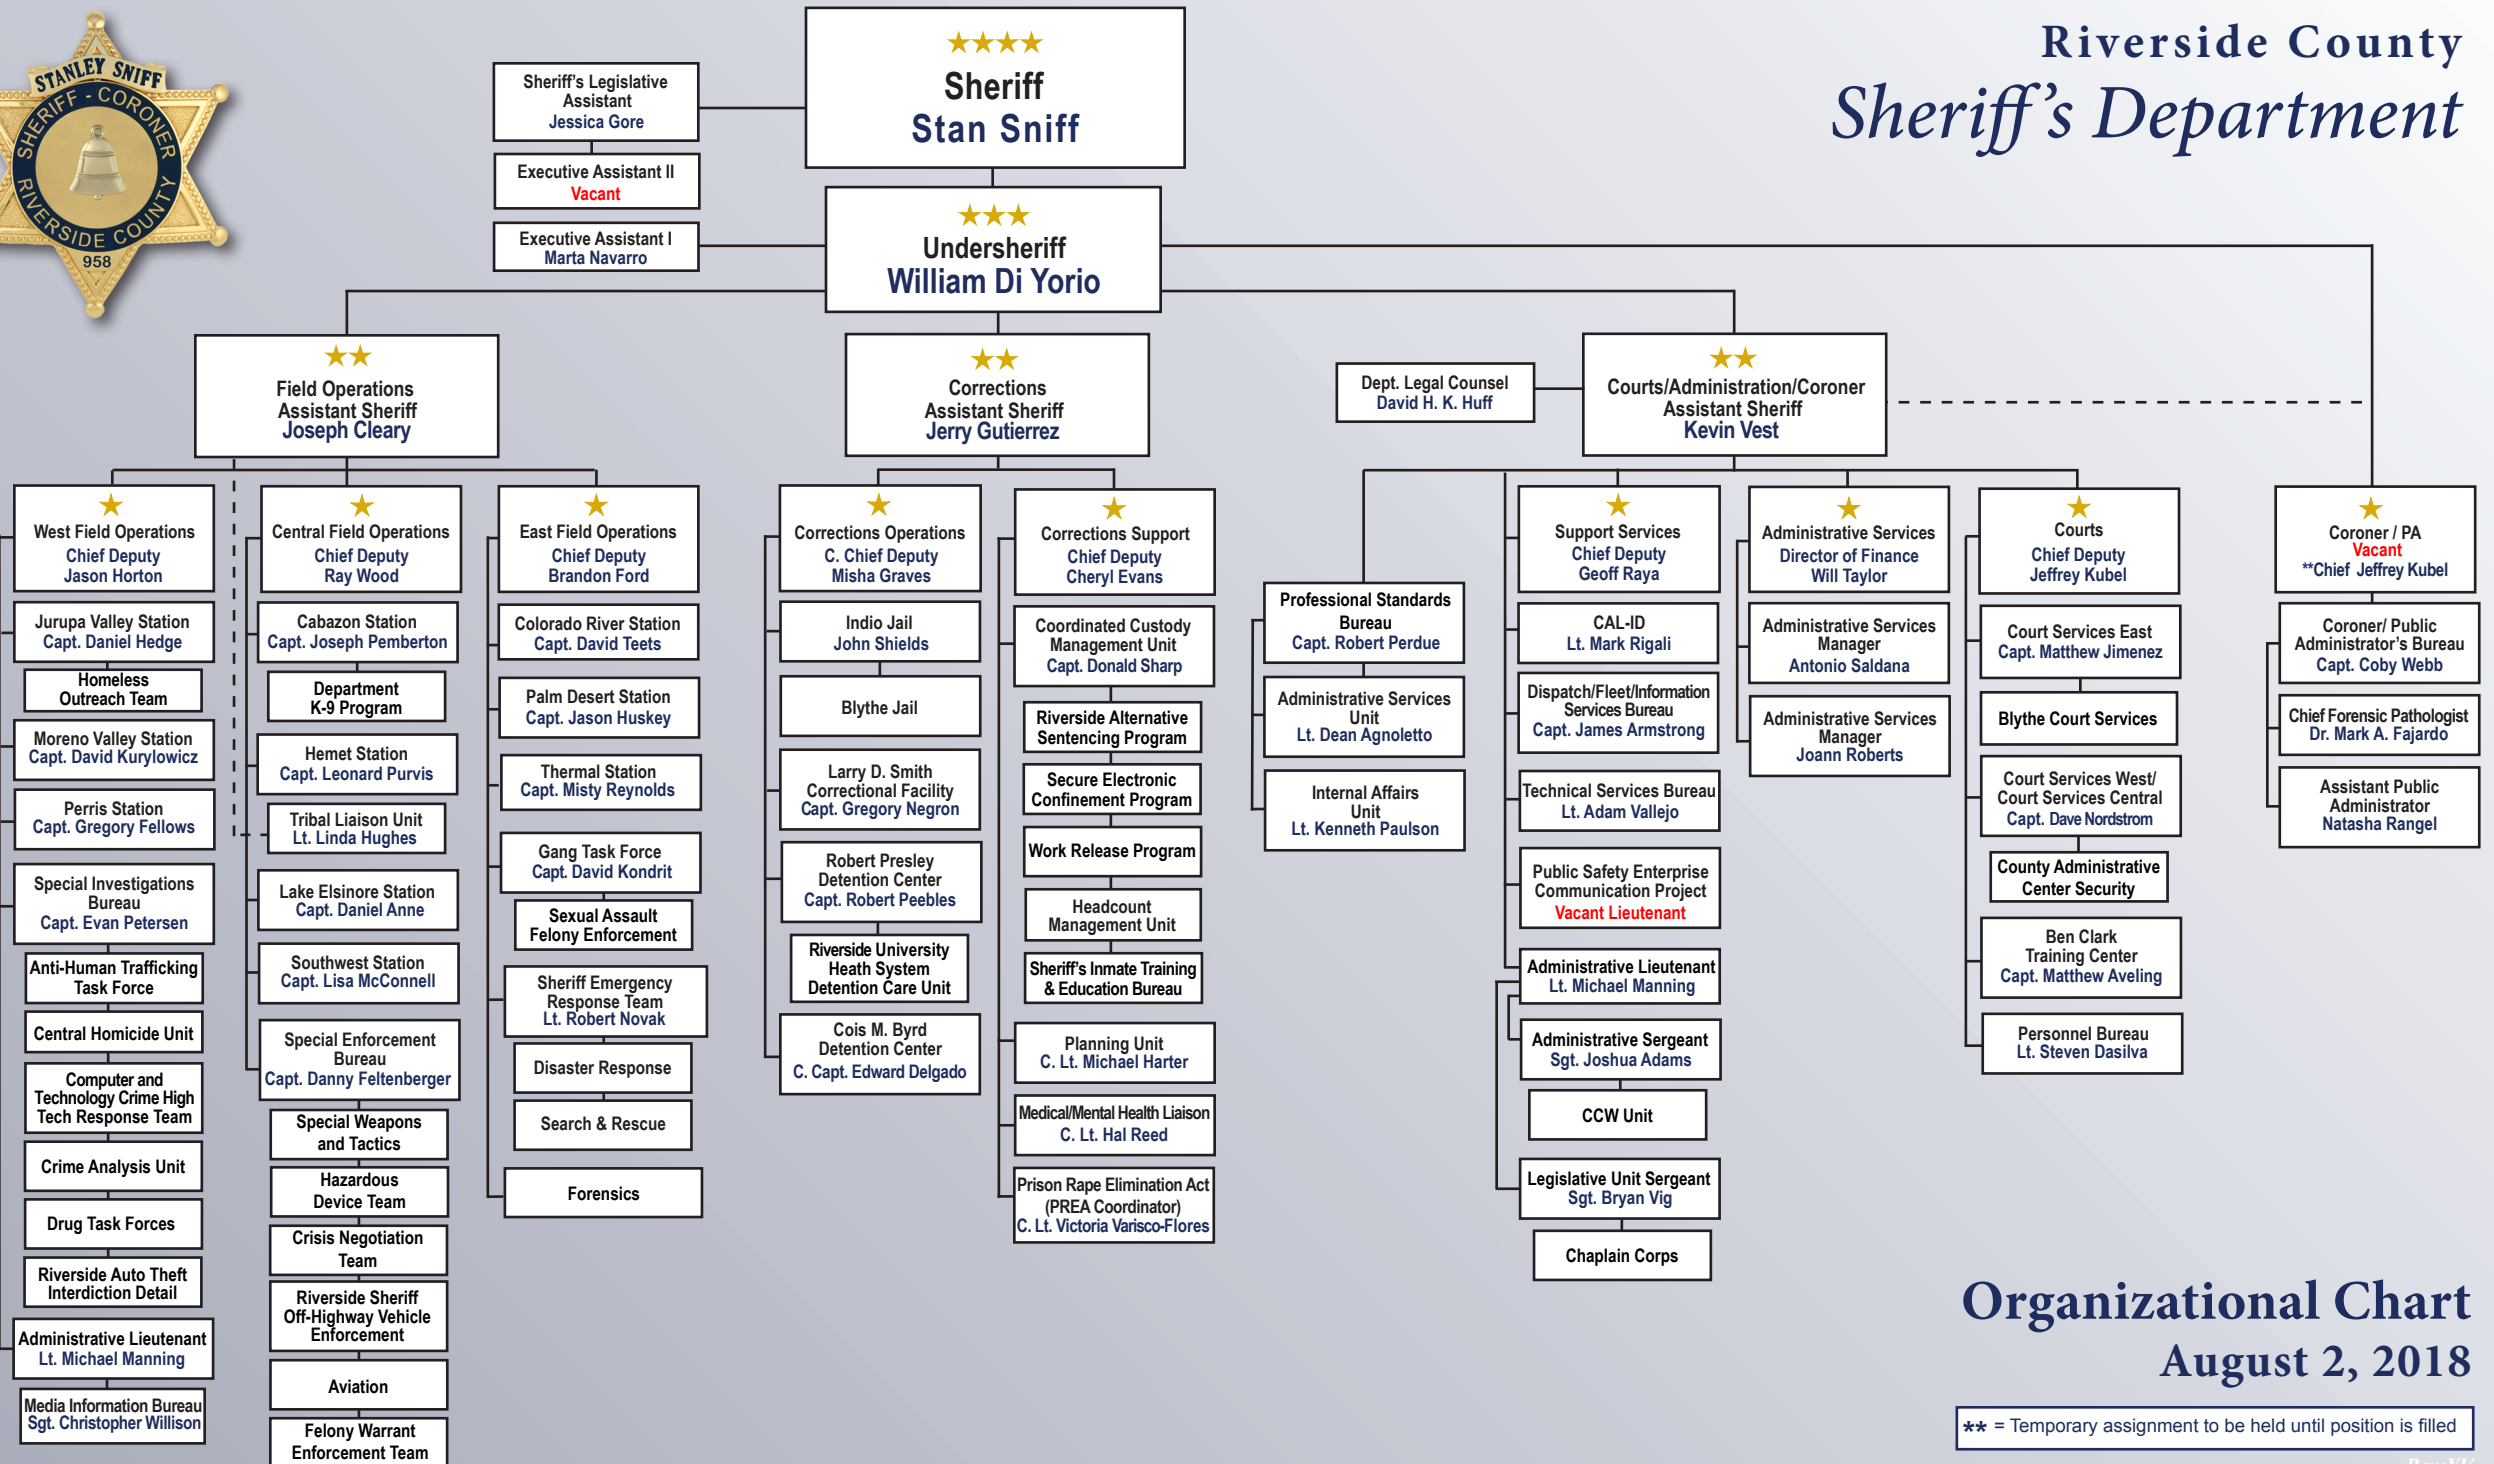 STANLEY SNIFF
SHERIFF - CORONER
RIVERSIDE COUNTY
958
Riverside County
Sheriff's Department
Sheriff
Stan Sniff
Sheriff's Legislative
Assistant
Jessica Gore
Executive Assistant II
Vacant
Executive Assistant I
Marta Navarro
Undersheriff
William Di Yorio
Field Operations
Assistant Sheriff
Joseph Cleary
Corrections
Assistant Sheriff
Jerry Gutierrez
Dept. Legal Counsel
David H. K. Huff
Courts/Administration/Coroner
Assistant Sheriff
Kevin Vest
West Field Operations
Chief Deputy
Jason Horton
Jurupa Valley Station
Capt. Daniel Hedge
Homeless
Outreach Team
Moreno Valley Station
Capt. David Kurylowicz
Perris Station
Capt. Gregory Fellows
Special Investigations
Bureau
Capt. Evan Petersen
Anti-Human Trafficking
Task Force
Central Homicide Unit
Computer and
Technology Crime High
Tech Response Team
Crime Analysis Unit
Drug Task Forces
Riverside Auto Theft
Interdiction Detail
Administrative Lieutenant
Lt. Michael Manning
Media Information Bureau
Sgt. Christopher Willison
Central Field Operations
Chief Deputy
Ray Wood
Cabazon Station
Capt. Joseph Pemberton
Department
K-9 Program
Hemet Station
Capt. Leonard Purvis
Tribal Liaison Unit
Lt. Linda Hughes
Lake Elsinore Station
Capt. Daniel Anne
Southwest Station
Capt. Lisa McConnell
Special Enforcement
Bureau
Capt. Danny Feltenberger
Special Weapons
and Tactics
Hazardous
Device Team
Crisis Negotiation
Team
Riverside Sheriff
Off-Highway Vehicle
Enforcement
Aviation
Felony Warrant
Enforcement Team
East Field Operations
Chief Deputy
Brandon Ford
Colorado River Station
Capt. David Teets
Palm Desert Station
Capt. Jason Huskey
Thermal Station
Capt. Misty Reynolds
Gang Task Force
Capt. David Kondrit
Sexual Assault
Felony Enforcement
Sheriff Emergency
Response Team
Lt. Robert Novak
Disaster Response
Search & Rescue
Forensics
Corrections Operations
C. Chief Deputy
Misha Graves
Indio Jail
John Shields
Blythe Jail
Larry D. Smith
Correctional Facility
Capt. Gregory Negron
Robert Presley
Detention Center
Capt. Robert Peebles
Riverside University
Heath System
Detention Care Unit
Cois M. Byrd
Detention Center
C. Capt. Edward Delgado
Corrections Support
Chief Deputy
Cheryl Evans
Coordinated Custody
Management Unit
Capt. Donald Sharp
Riverside Alternative
Sentencing Program
Secure Electronic
Confinement Program
Work Release Program
Headcount
Management Unit
Sheriff's Inmate Training
& Education Bureau
Planning Unit
C. Lt. Michael Harter
Medical/Mental Health Liaison
C. Lt. Hal Reed
Prison Rape Elimination Act
(PREA Coordinator)
C. Lt. Victoria Varisco-Flores
Professional Standards
Bureau
Capt. Robert Perdue
Administrative Services
Unit
Lt. Dean Agnoletto
Internal Affairs
Unit
Lt. Kenneth Paulson
Support Services
Chief Deputy
Geoff Raya
CAL-ID
Lt. Mark Rigali
Dispatch/Fleet/Information
Services Bureau
Capt. James Armstrong
Technical Services Bureau
Lt. Adam Vallejo
Public Safety Enterprise
Communication Project
Vacant Lieutenant
Administrative Lieutenant
Lt. Michael Manning
Administrative Sergeant
Sgt. Joshua Adams
CCW Unit
Legislative Unit Sergeant
Sgt. Bryan Vig
Chaplain Corps
Administrative Services
Director of Finance
Will Taylor
Administrative Services
Manager
Antonio Saldana
Administrative Services
Manager
Joann Roberts
Courts
Chief Deputy
Jeffrey Kubel
Court Services East
Capt. Matthew Jimenez
Blythe Court Services
Court Services West/
Court Services Central
Capt. Dave Nordstrom
County Administrative
Center Security
Ben Clark
Training Center
Capt. Matthew Aveling
Personnel Bureau
Lt. Steven Dasilva
Coroner / PA
Vacant
**Chief Jeffrey Kubel
Coroner/ Public
Administrator's Bureau
Capt. Coby Webb
Chief Forensic Pathologist
Dr. Mark A. Fajardo
Assistant Public
Administrator
Natasha Rangel
Organizational Chart
August 2, 2018
** = Temporary assignment to be held until position is filled